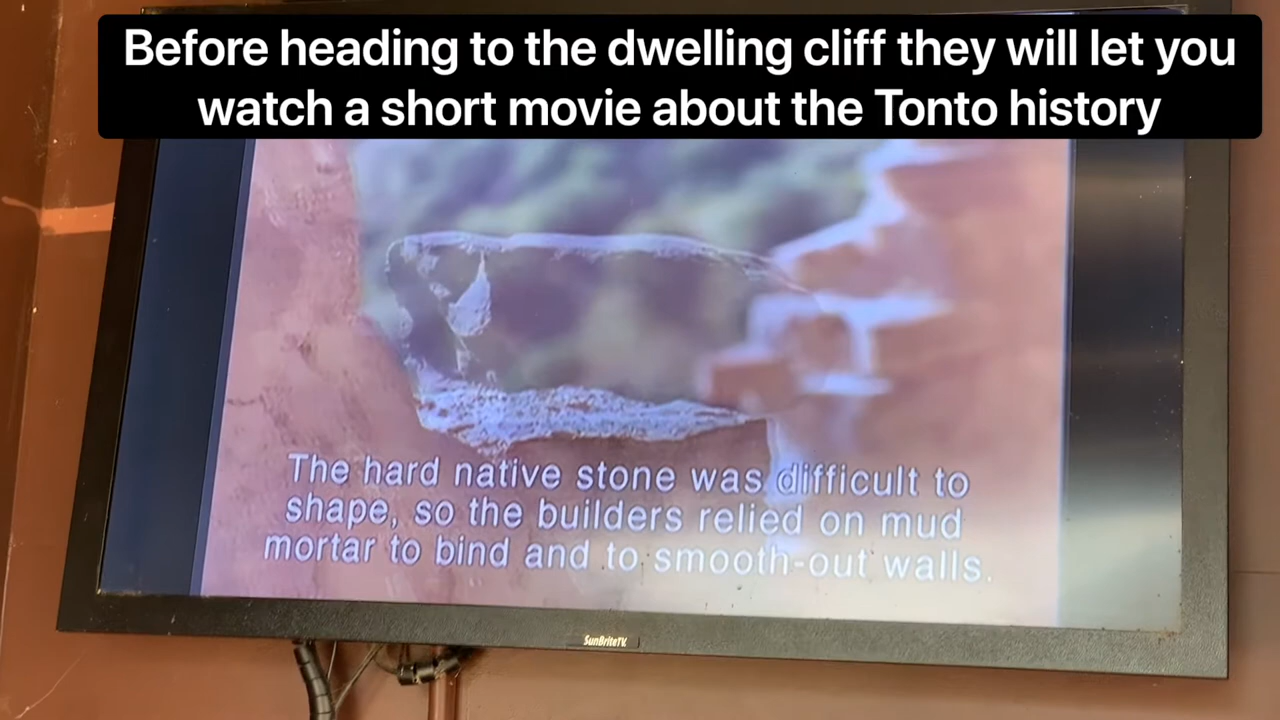 Before heading to the dwelling cliff they will let you
watch a short movie about the Tonto history
The hard native stone was difficult to
shape, so the builders relied on mud
mortar to bind and to smooth-out walls.
SunBriteTV.